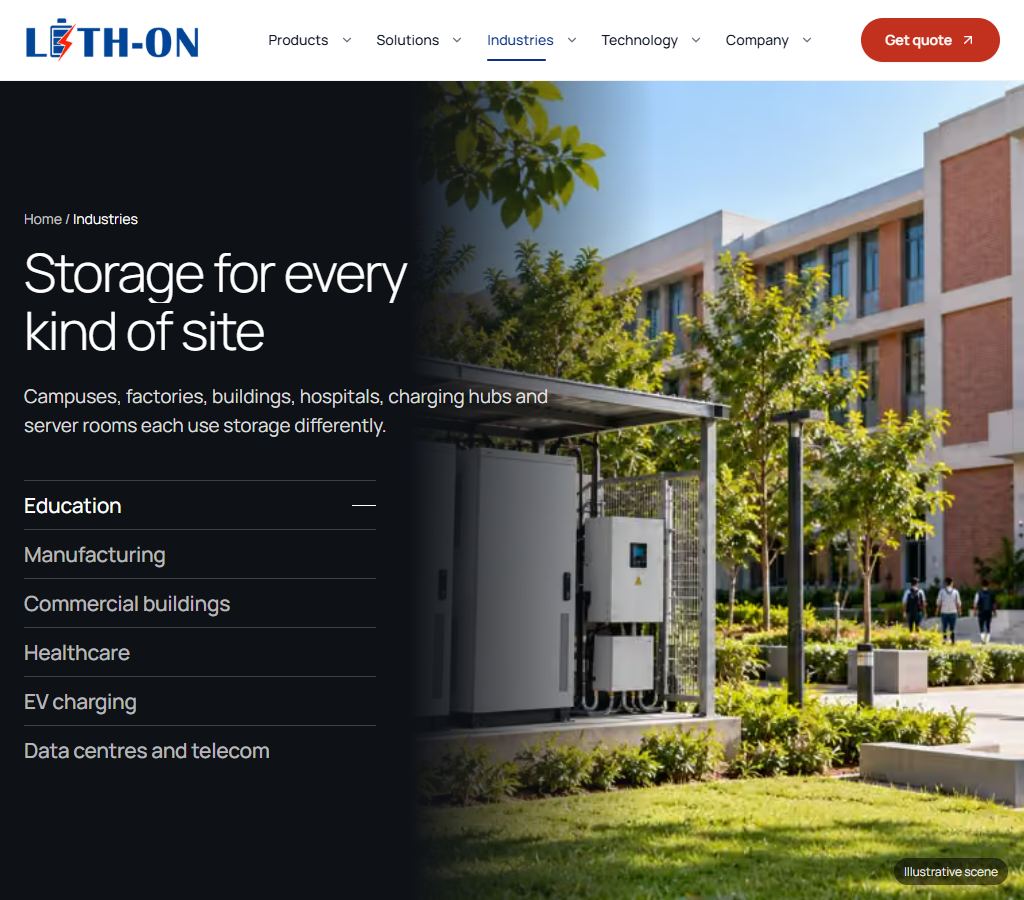 LITH-ON
Products
Solutions
Industries
Technology
Company
Get quote
Home / Industries
Storage for every
kind of site
Campuses, factories, buildings, hospitals, charging hubs and
server rooms each use storage differently.
Education
Manufacturing
Commercial buildings
Healthcare
EV charging
Data centres and telecom
Illustrative scene